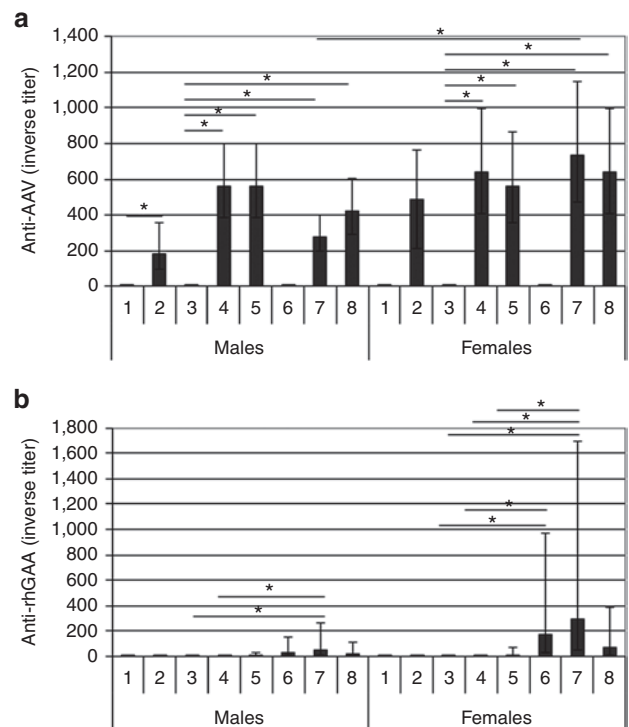 a
Anti-AAV (inverse titer)
1,400
1,200
1,000
800
600
400
200
0
* * * * * * * * * *
1 2 3 4 5 6 7 8 1 2 3 4 5 6 7 8
Males Females
b
Anti-rhGAA (inverse titer)
1,800
1,600
1,400
1,200
1,000
800
600
400
200
0
* * * * * * *
1 2 3 4 5 6 7 8 1 2 3 4 5 6 7 8
Males Females